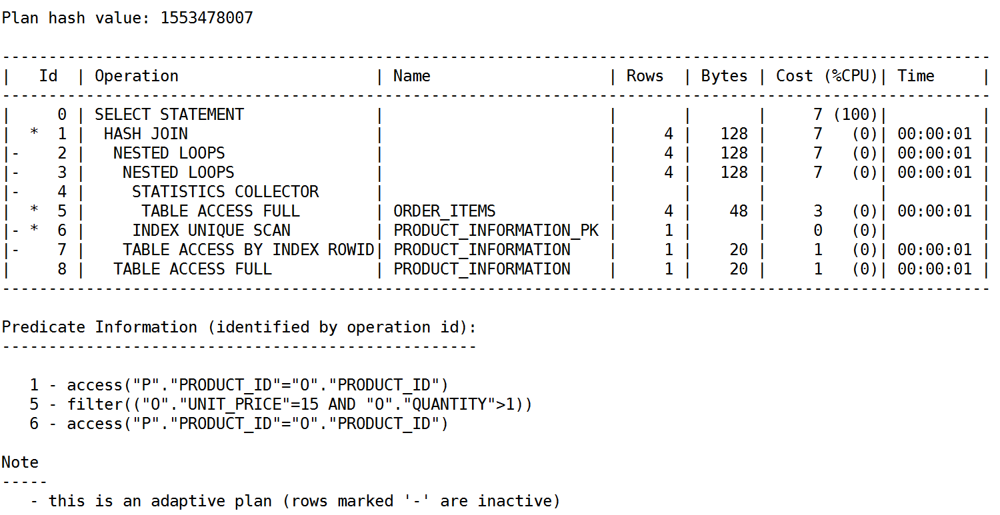 Plan hash value: 1553478007

----------------------------------------------------------------------------------------------------------
|   Id  | Operation                     | Name                   | Rows  | Bytes | Cost (%CPU)| Time     |
----------------------------------------------------------------------------------------------------------
|     0 | SELECT STATEMENT              |                        |       |       |     7 (100)|          |
|  *  1 |  HASH JOIN                    |                        |     4 |   128 |     7   (0)| 00:00:01 |
|-    2 |   NESTED LOOPS                |                        |     4 |   128 |     7   (0)| 00:00:01 |
|-    3 |    NESTED LOOPS               |                        |     4 |   128 |     7   (0)| 00:00:01 |
|-    4 |     STATISTICS COLLECTOR      |                        |       |       |            |          |
|  *  5 |      TABLE ACCESS FULL        | ORDER_ITEMS            |     4 |    48 |     3   (0)| 00:00:01 |
|- *  6 |     INDEX UNIQUE SCAN         | PRODUCT_INFORMATION_PK |     1 |       |     0   (0)|          |
|-    7 |    TABLE ACCESS BY INDEX ROWID| PRODUCT_INFORMATION    |     1 |    20 |     1   (0)| 00:00:01 |
|     8 |   TABLE ACCESS FULL           | PRODUCT_INFORMATION    |     1 |    20 |     1   (0)| 00:00:01 |
----------------------------------------------------------------------------------------------------------

Predicate Information (identified by operation id):
---------------------------------------------------

   1 - access("P"."PRODUCT_ID"="O"."PRODUCT_ID")
   5 - filter(("O"."UNIT_PRICE"=15 AND "O"."QUANTITY">1))
   6 - access("P"."PRODUCT_ID"="O"."PRODUCT_ID")

Note
-----
   - this is an adaptive plan (rows marked '-' are inactive)